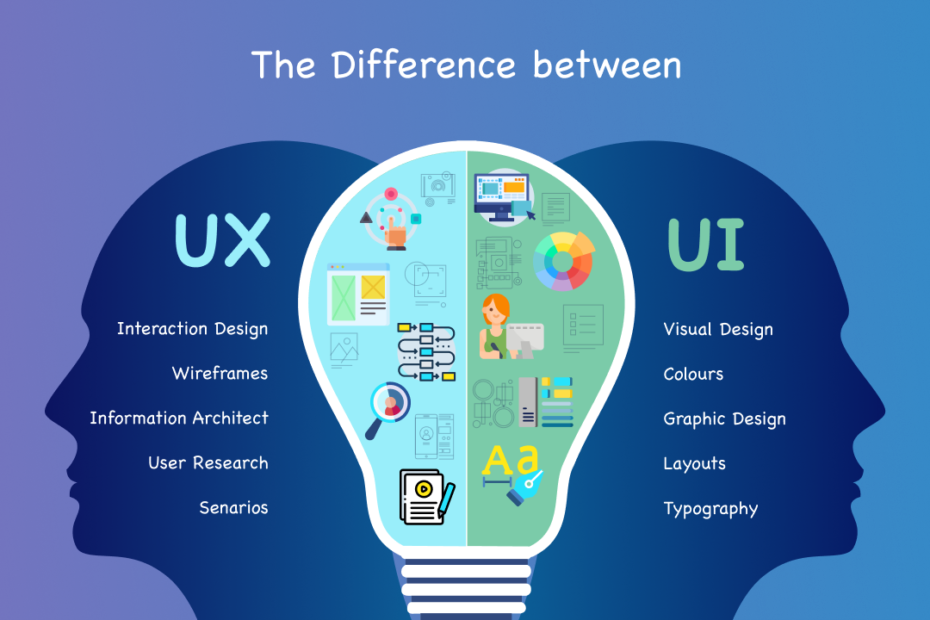 The Difference between
UX
Interaction Design
Wireframes
Information Architect
User Research
Senarios
Aa
UI
Visual Design
Colours
Graphic Design
Layouts
Typography